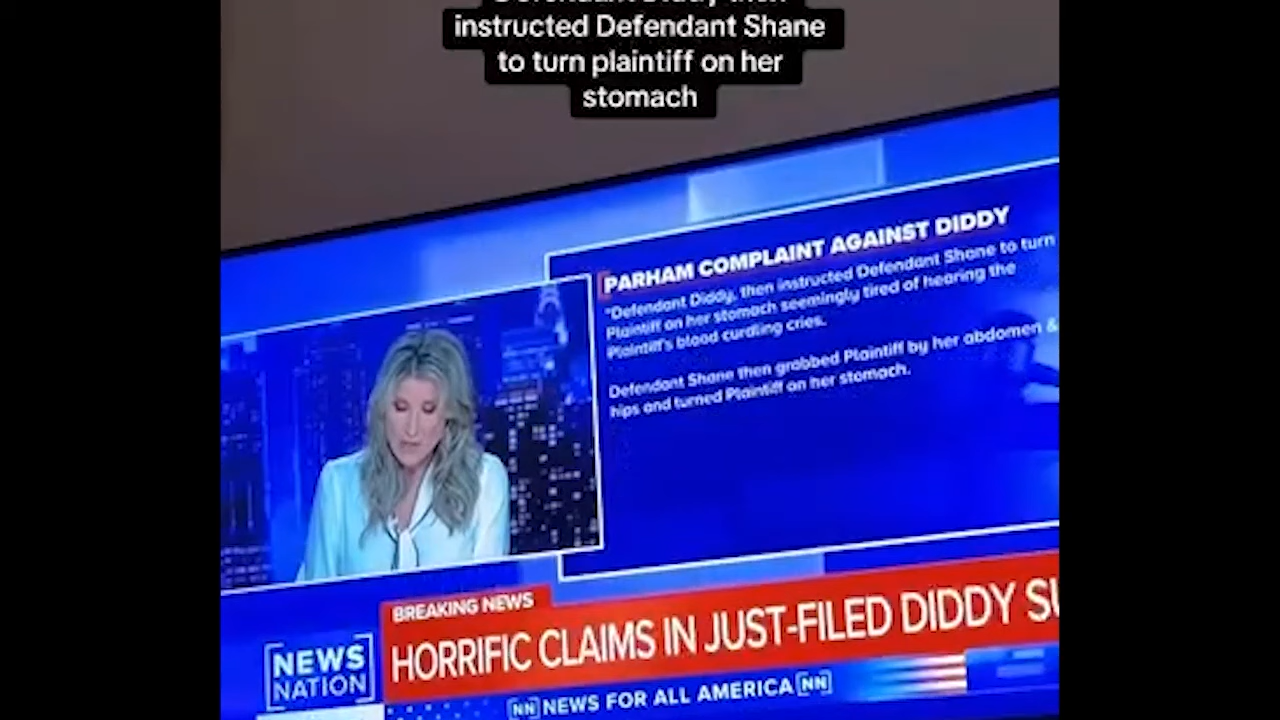 instructed Defendant Shane
to turn plaintiff on her
stomach
PARHAM COMPLAINT AGAINST DIDDY
"Defendant Diddy, then instructed Defendant Shane to turn
Plaintiff on her stomach seemingly tired of hearing the
Plaintiff's blood curdling cries.
Defendant Shane then grabbed Plaintiff by her abdomen &
hips and turned Plaintiff on her stomach.
BREAKING NEWS
HORRIFIC CLAIMS IN JUST-FILED DIDDY SU
NEWS
NATION
NN NEWS FOR ALL AMERICA NN